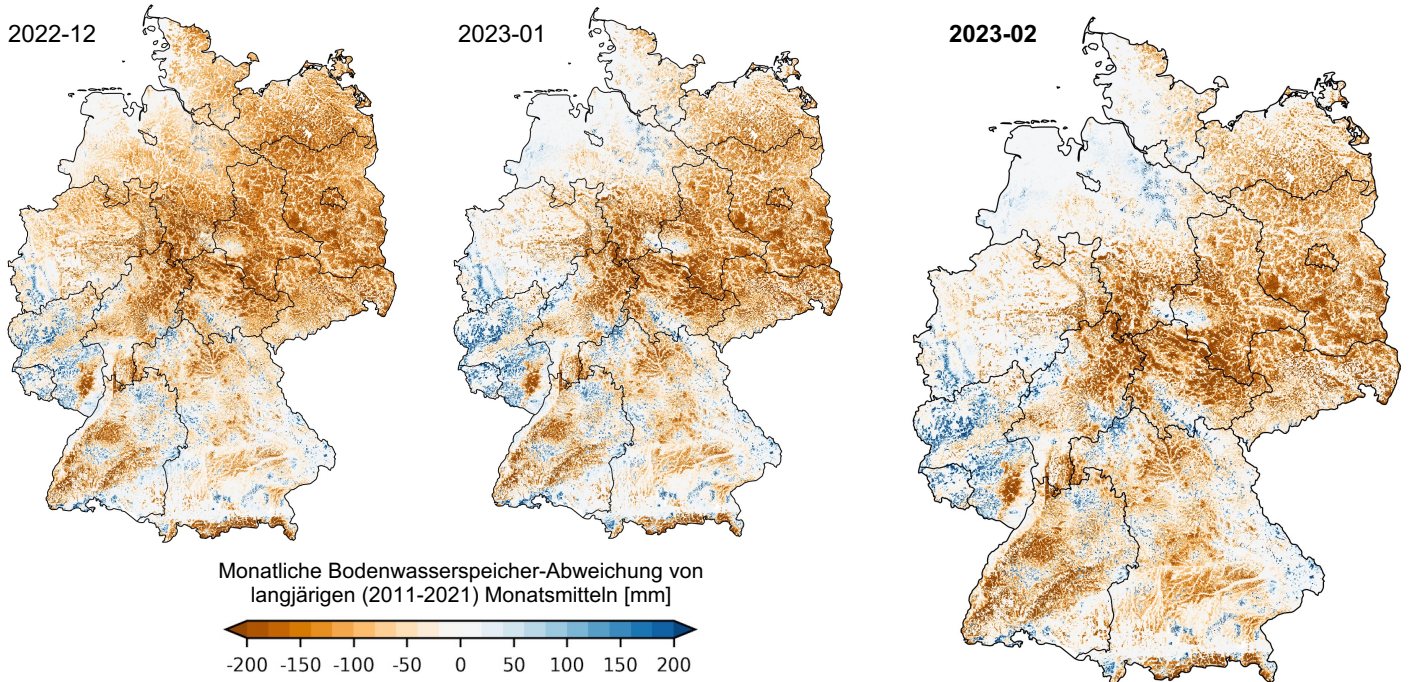 2022-12
2023-01
2023-02
Monatliche Bodenwasserspeicher-Abweichung von
langjärigen (2011-2021) Monatsmitteln [mm]
-200 -150 -100 -50 0 50 100 150 200